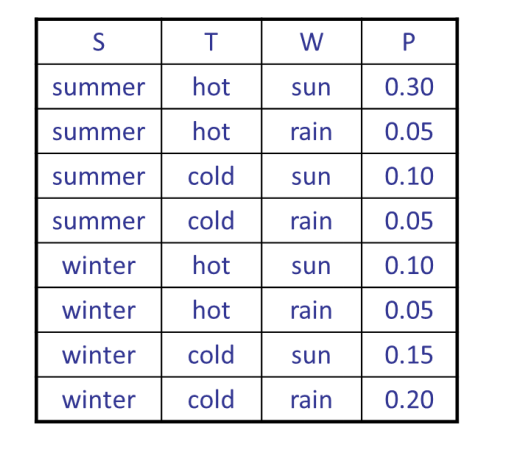 S T W P
summer hot sun 0.30
summer hot rain 0.05
summer cold sun 0.10
summer cold rain 0.05
winter hot sun 0.10
winter hot rain 0.05
winter cold sun 0.15
winter cold rain 0.20